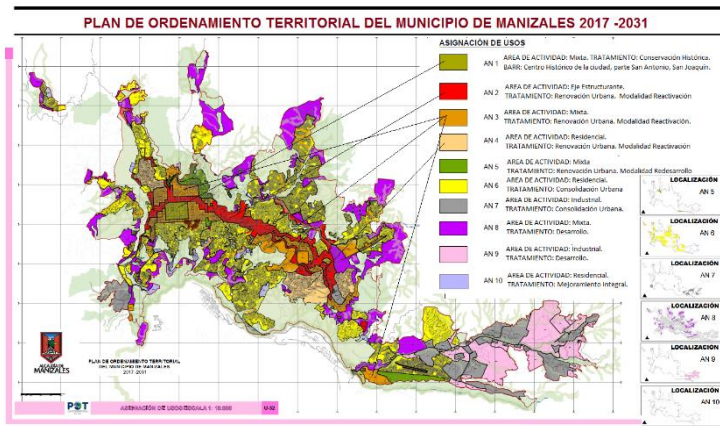 PLAN DE ORDENAMIENTO TERRITORIAL DEL MUNICIPIO DE MANIZALES 2017 -2031
ASIGNACIÓN DE USOS
AN 1 AREA DE ACTIVIDAD: Mixta. TRATAMIENTO: Conservación Histórica.
BARR: Centro Histórico de la ciudad, parte San Antonio, San Joaquin.
AN 2 AREA DE ACTIVIDAD: Eje Estructurante.
TRATAMIENTO: Renovación Urbana. Modalidad Reactivación
AN 3 AREA DE ACTIVIDAD: Mixta.
TRATAMIENTO: Renovación Urbana. Modalidad Reactivación.
AN 4 AREA DE ACTIVIDAD: Residencial.
TRATAMIENTO: Renovación Urbana. Modalidad Reactivación
AN 5 AREA DE ACTIVIDAD: Mixta
TRATAMIENTO: Renovación Urbana. Modalidad Redesarrollo
AN 6 AREA DE ACTIVIDAD: Residencial.
TRATAMIENTO: Consolidación Urbana
AN 7 AREA DE ACTIVIDAD: Industrial.
TRATAMIENTO: Consolidación Urbana.
AN 8 AREA DE ACTIVIDAD: Mixta.
TRATAMIENTO: Desarrollo.
AN 9 AREA DE ACTIVIDAD: Industrial.
TRATAMIENTO: Desarrollo.
AN 10 AREA DE ACTIVIDAD: Residencial.
TRATAMIENTO: Mejoramiento Integral.
LOCALIZACIÓN
AN 5
LOCALIZACIÓN
AN 6
LOCALIZACIÓN
AN 7
LOCALIZACIÓN
AN 8
LOCALIZACIÓN
AN 9
LOCALIZACIÓN
AN 10
ALCALDÍA DE
MANIZALES
PLAN DE ORDENAMIENTO TERRITORIAL
DEL MUNICIPIO DE MANIZALES
2017 -2031
POT
ASIGNACIÓN DE USOS ESCALA 1: 10.000
U-32